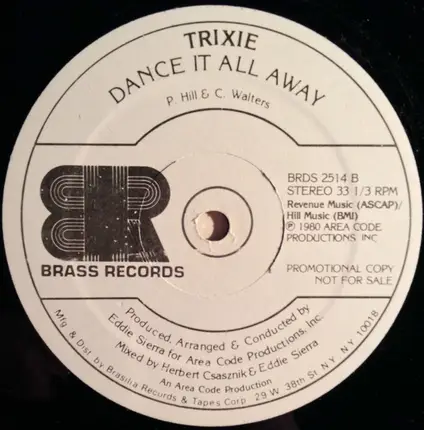 TRIXIE
DANCE IT ALL AWAY
P. Hill & C. Walters
BR
BRASS RECORDS
BRDS 2514 B
STEREO 33 1/3 RPM
Revenue Music (ASCAP)/
Hill Music (BMI)
Ⓟ 1980 AREA CODE
PRODUCTIONS INC
PROMOTIONAL COPY
NOT FOR SALE
Produced, Arranged & Conducted by
Eddie Sierra for Area Code Productions, Inc.
Mixed by Herbert Csasznik & Eddie Sierra
An Area Code Production
Mfg. & Dist. by Brasilia Records & Tapes Corp 29 W. 38th St. N.Y. NY 10018